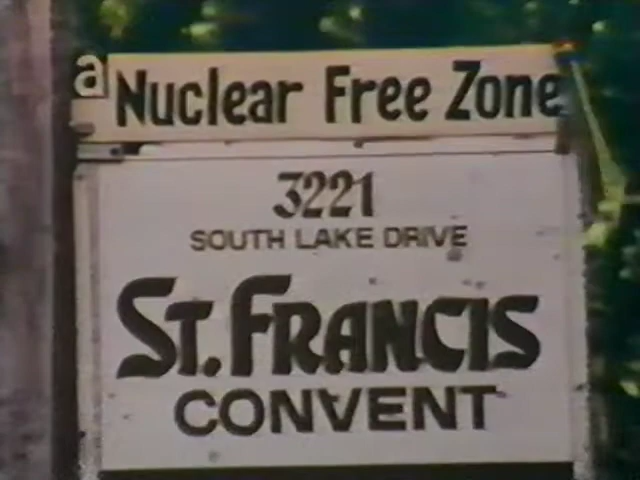 a Nuclear Free Zone
3221
SOUTH LAKE DRIVE
ST. FRANCIS
CONVENT